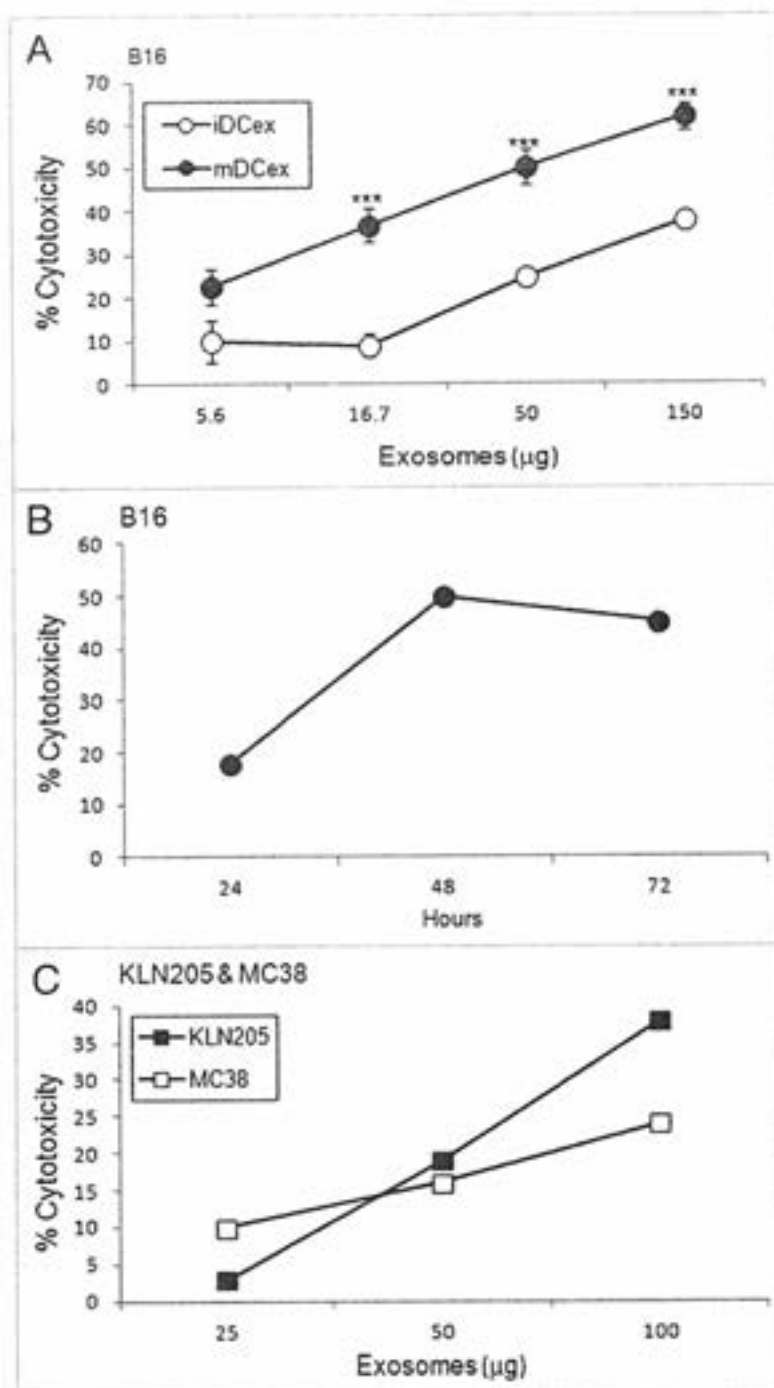 A
B16
70
60
50
40
30
20
10
0
% Cytotoxicity
iDCex
mDCex
***
***
***
5.6 16.7 50 150
Exosomes (µg)
B
B16
60
50
40
30
20
10
0
% Cytotoxicity
24 48 72
Hours
C
KLN205 & MC38
40
35
30
25
20
15
10
5
0
% Cytotoxicity
KLN205
MC38
25 50 100
Exosomes (µg)